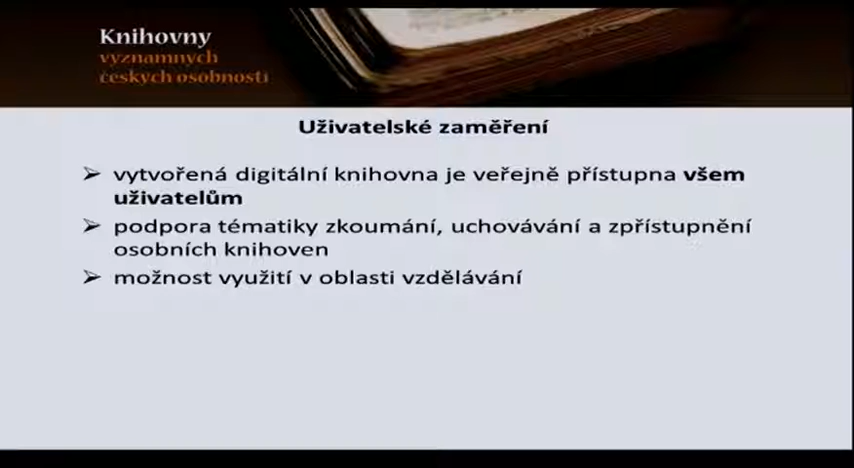 Knihovny
významných
českých osobností
Uživatelské zaměření
➢ vytvořená digitální knihovna je veřejně přístupna všem
uživatelům
➢ podpora tématiky zkoumání, uchovávání a zpřístupnění
osobních knihoven
➢ možnost využití v oblasti vzdělávání